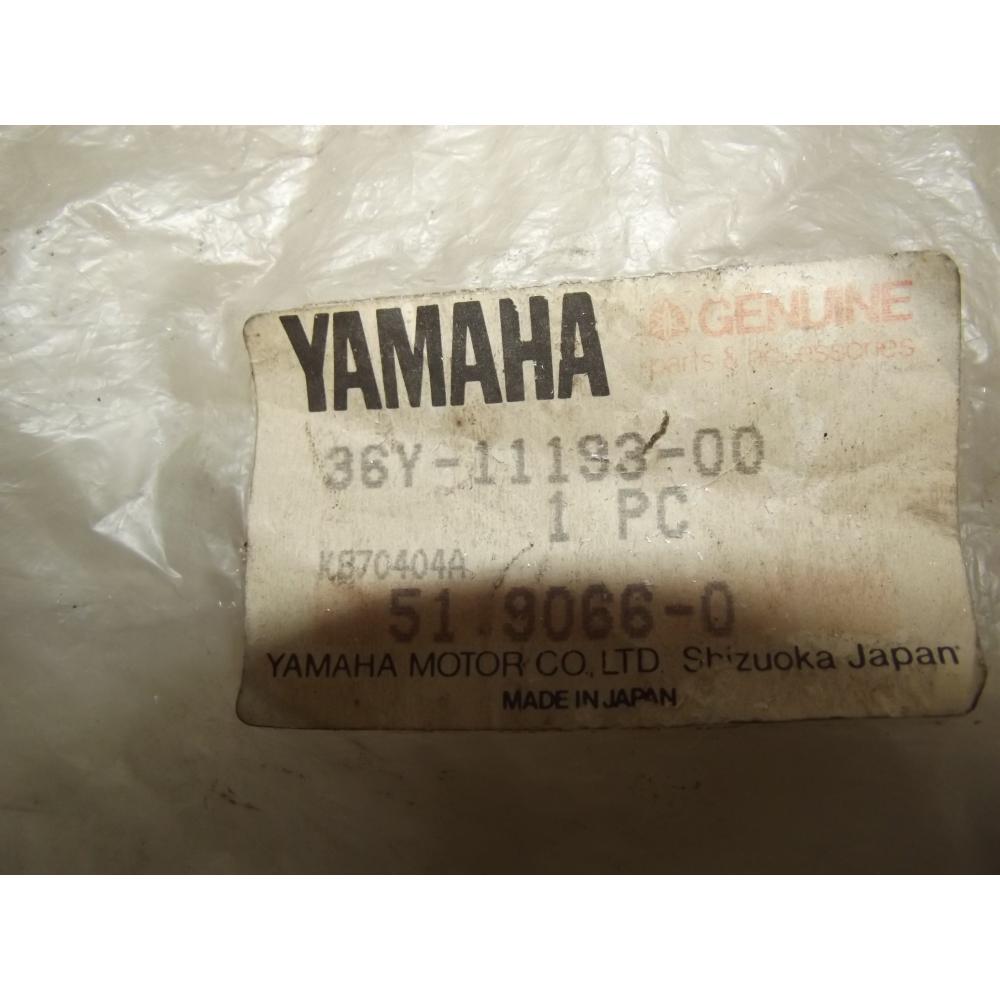 YAMAHA
GENUINE
parts & accessories
36Y-11193-00
1 PC
KB70404A
51.9066-0
YAMAHA MOTOR CO., LTD. Shizuoka Japan
MADE IN JAPAN